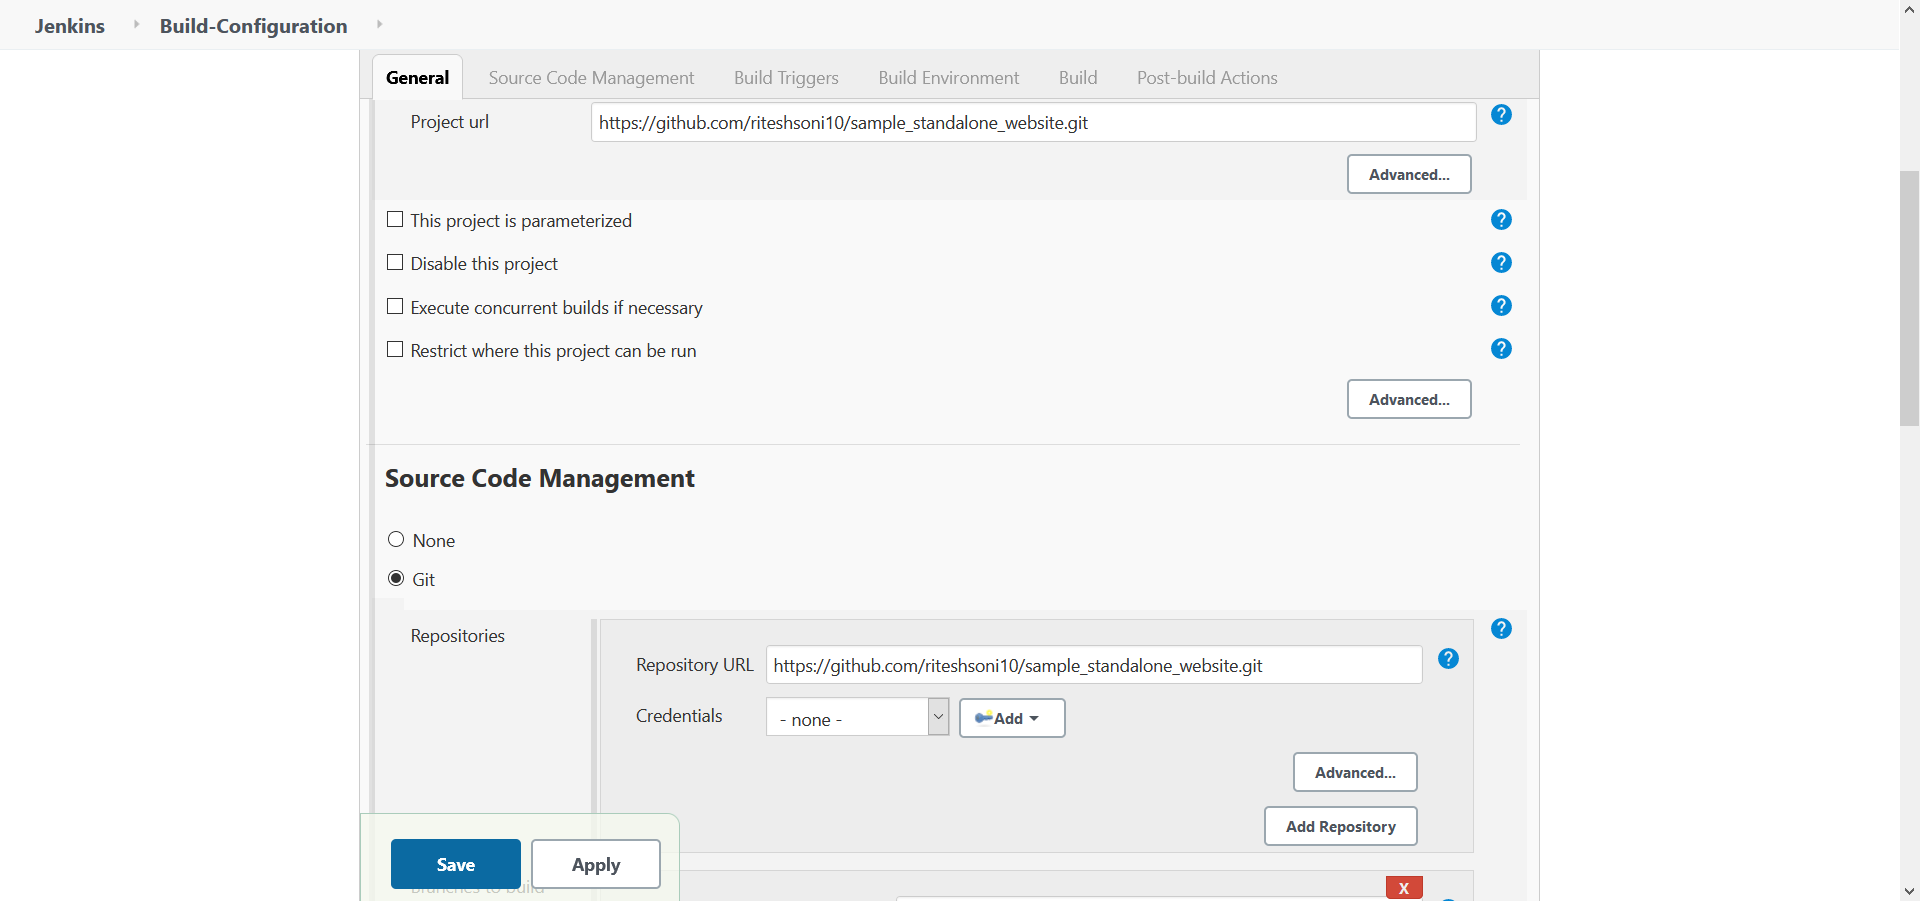 Jenkins Build-Configuration
General Source Code Management Build Triggers Build Environment Build Post-build Actions
Project url https://github.com/riteshsoni10/sample_standalone_website.git ?
Advanced...
This project is parameterized ?
Disable this project ?
Execute concurrent builds if necessary ?
Restrict where this project can be run ?
Advanced...
Source Code Management
None
Git
Repositories ?
Repository URL https://github.com/riteshsoni10/sample_standalone_website.git ?
Credentials - none - Add
Advanced...
Add Repository
Save Apply
Branches to build X